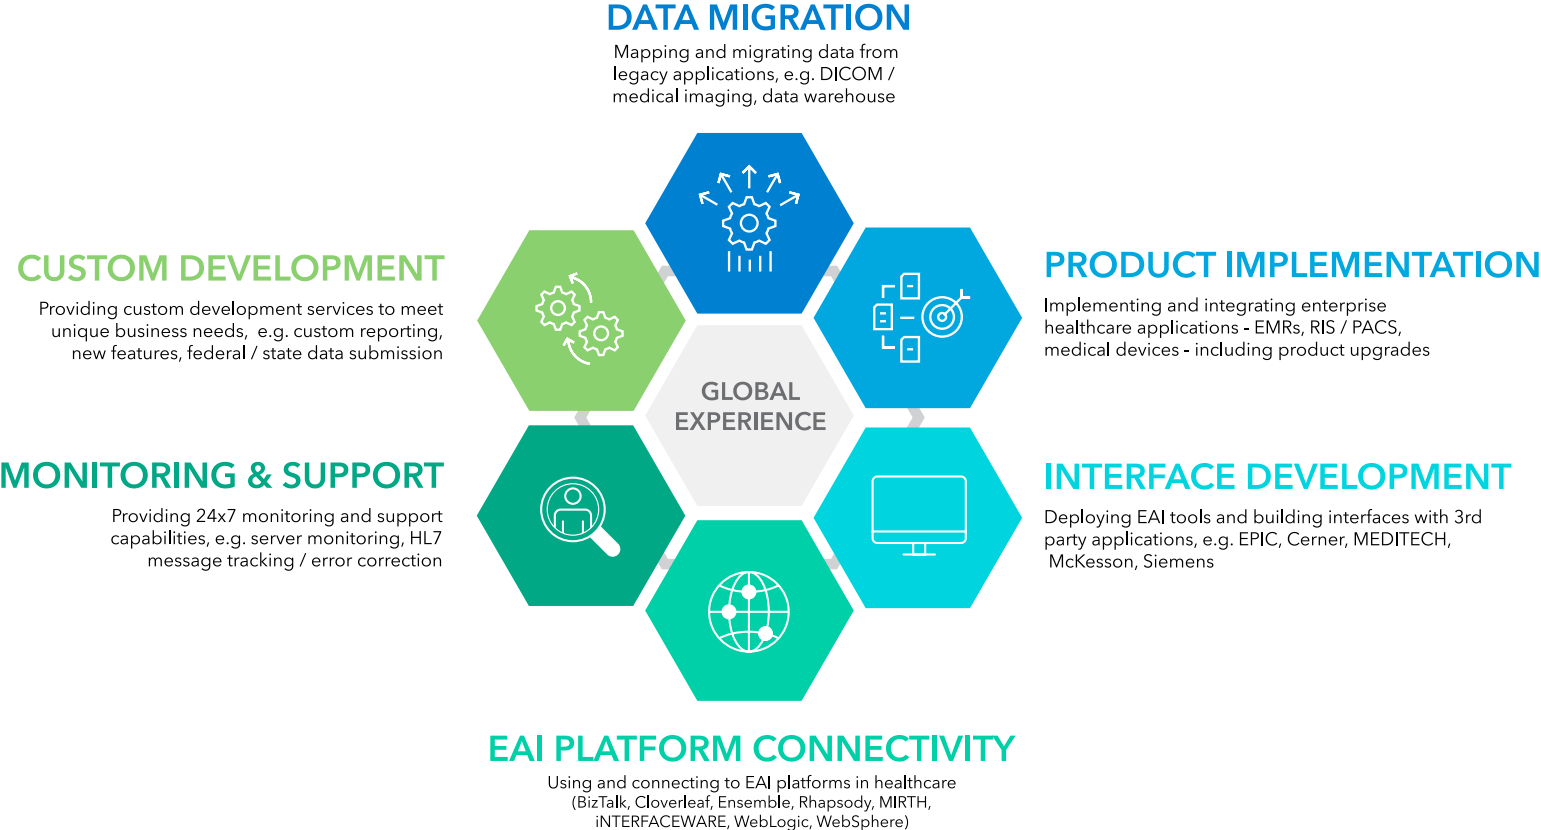 DATA MIGRATION
Mapping and migrating data from
legacy applications, e.g. DICOM /
medical imaging, data warehouse
CUSTOM DEVELOPMENT
Providing custom development services to meet
unique business needs, e.g. custom reporting,
new features, federal / state data submission
PRODUCT IMPLEMENTATION
Implementing and integrating enterprise
healthcare applications - EMRs, RIS / PACS,
medical devices - including product upgrades
GLOBAL
EXPERIENCE
MONITORING & SUPPORT
Providing 24x7 monitoring and support
capabilities, e.g. server monitoring, HL7
message tracking / error correction
INTERFACE DEVELOPMENT
Deploying EAI tools and building interfaces with 3rd
party applications, e.g. EPIC, Cerner, MEDITECH,
McKesson, Siemens
EAI PLATFORM CONNECTIVITY
Using and connecting to EAI platforms in healthcare
(BizTalk, Cloverleaf, Ensemble, Rhapsody, MIRTH,
iNTERFACEWARE, WebLogic, WebSphere)